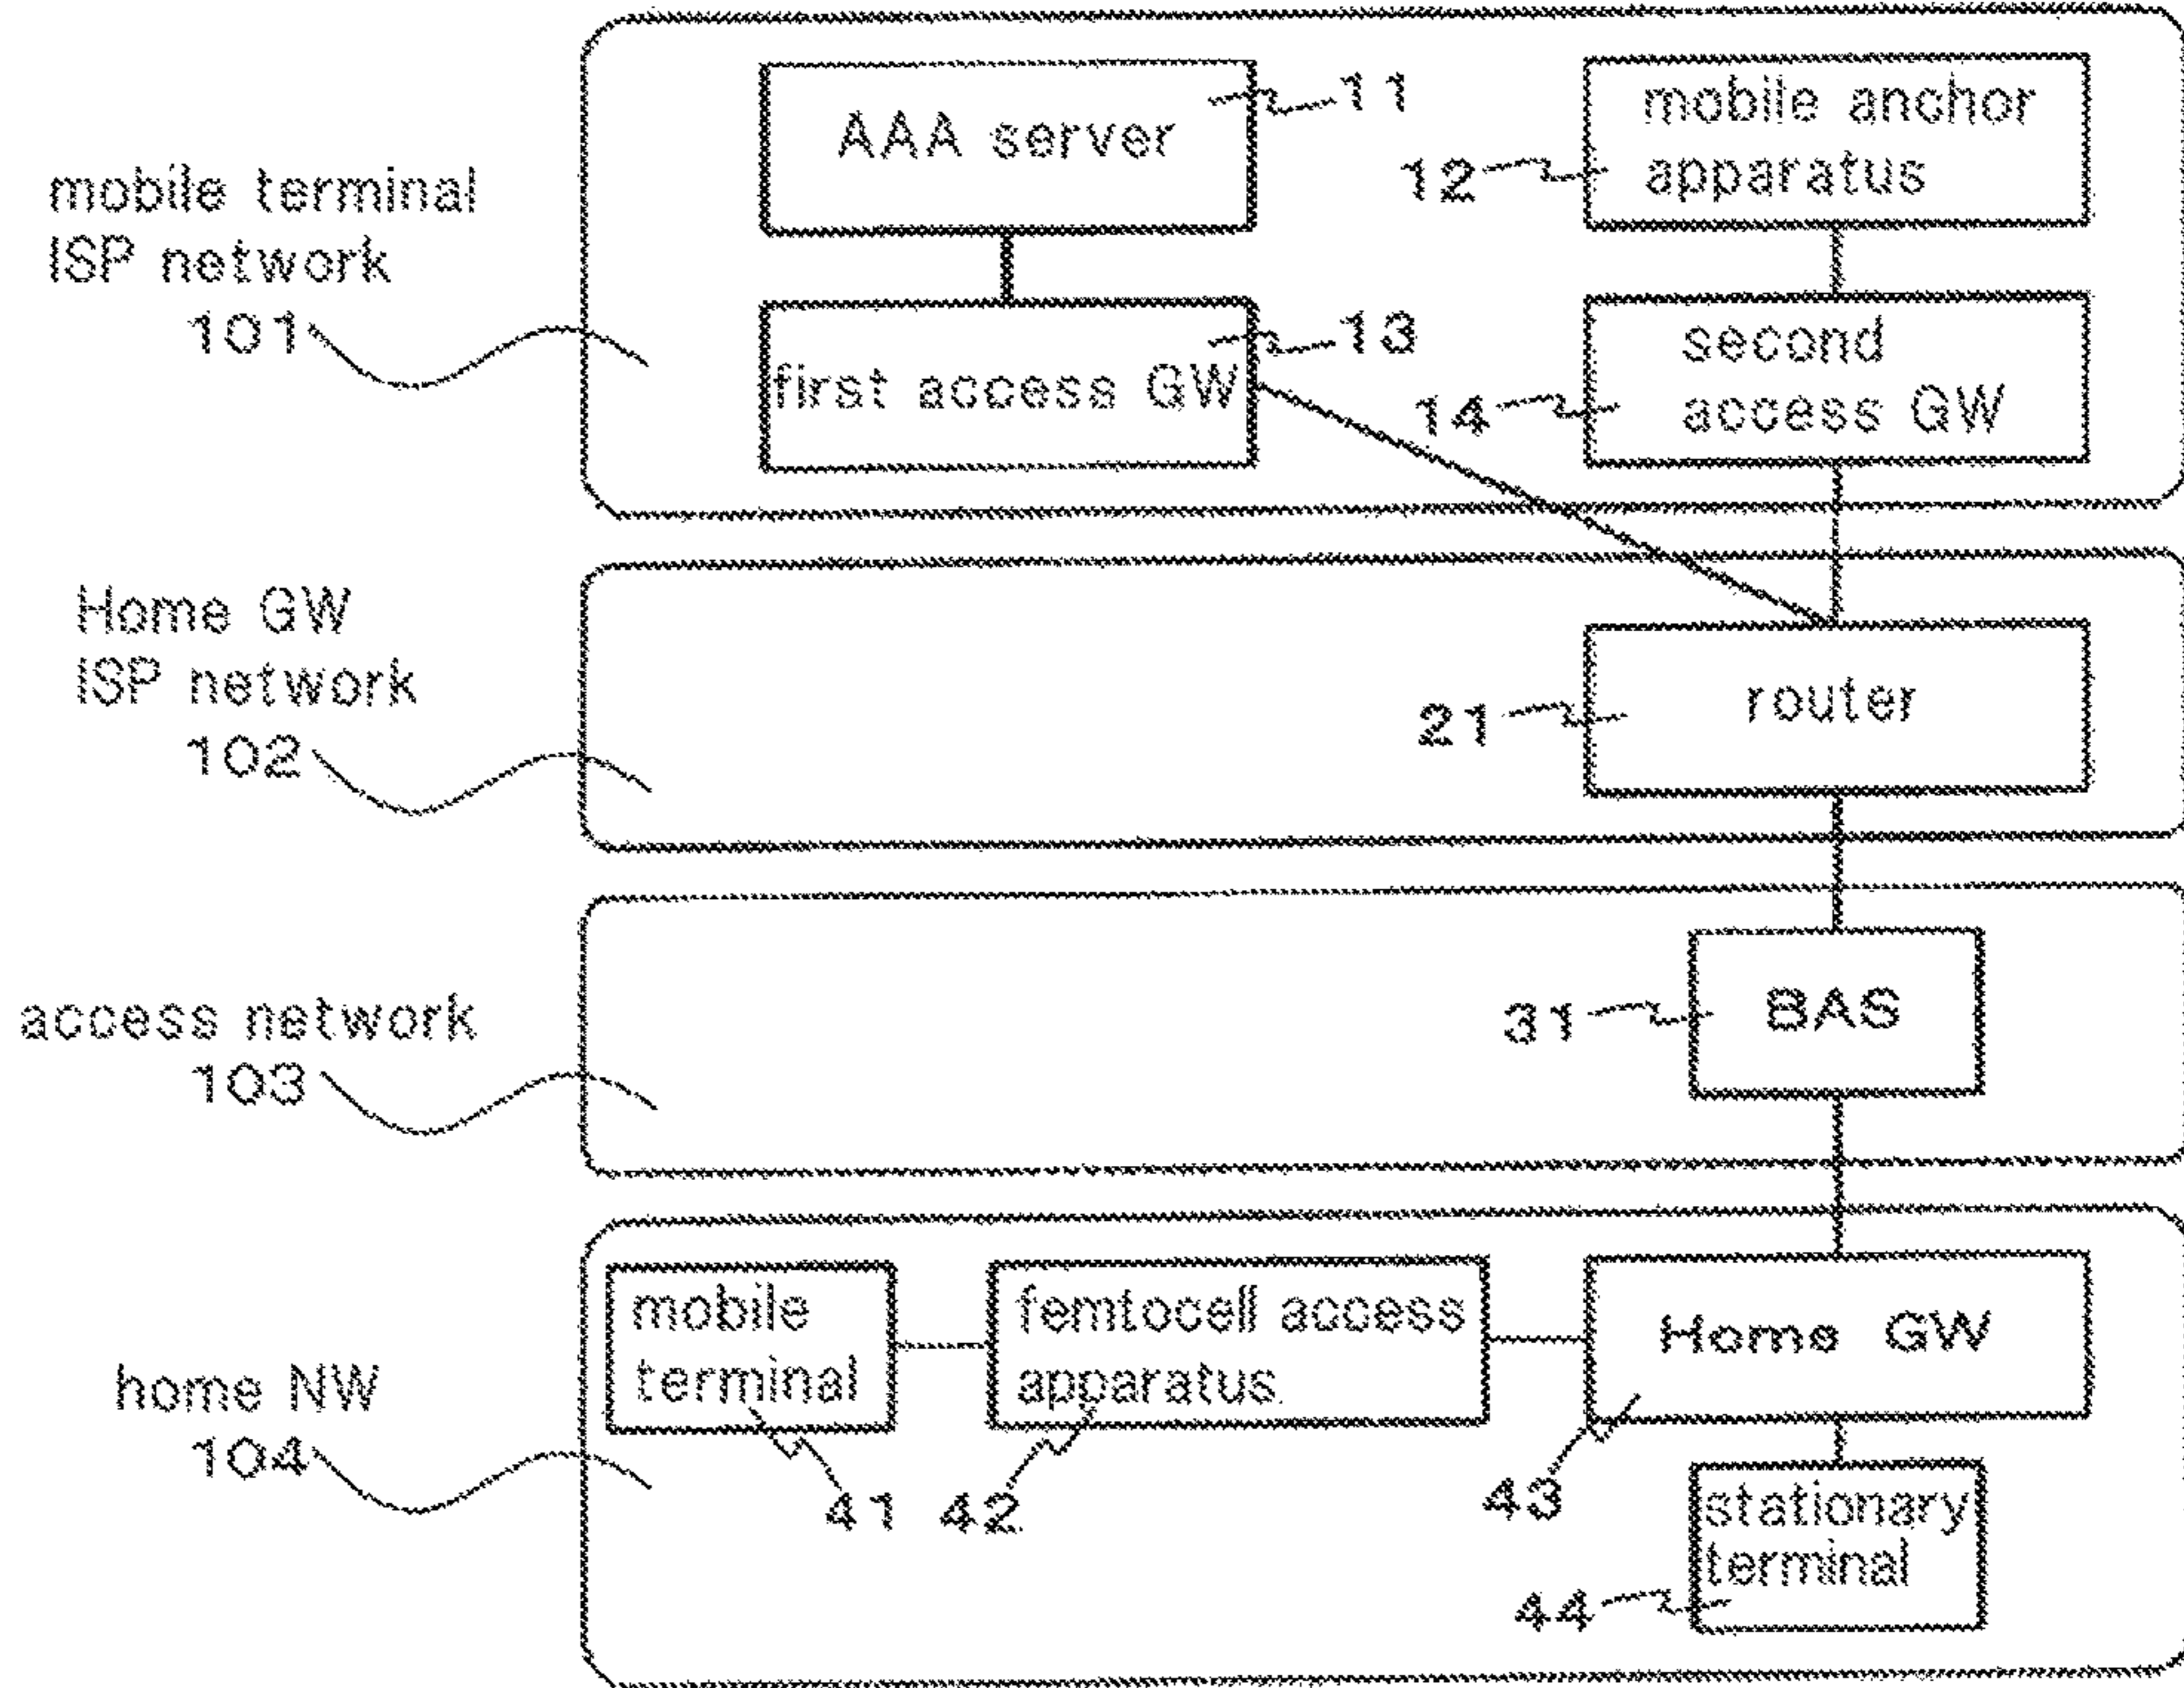 mobile terminal
ISP network
101
AAA server
11
mobile anchor
apparatus
12
first access GW
13
second
access GW
14
Home GW
ISP network
102
router
21
access network
103
BAS
31
home NW
104
mobile
terminal
41
femtocell access
apparatus
42
Home GW
43
stationary
terminal
44